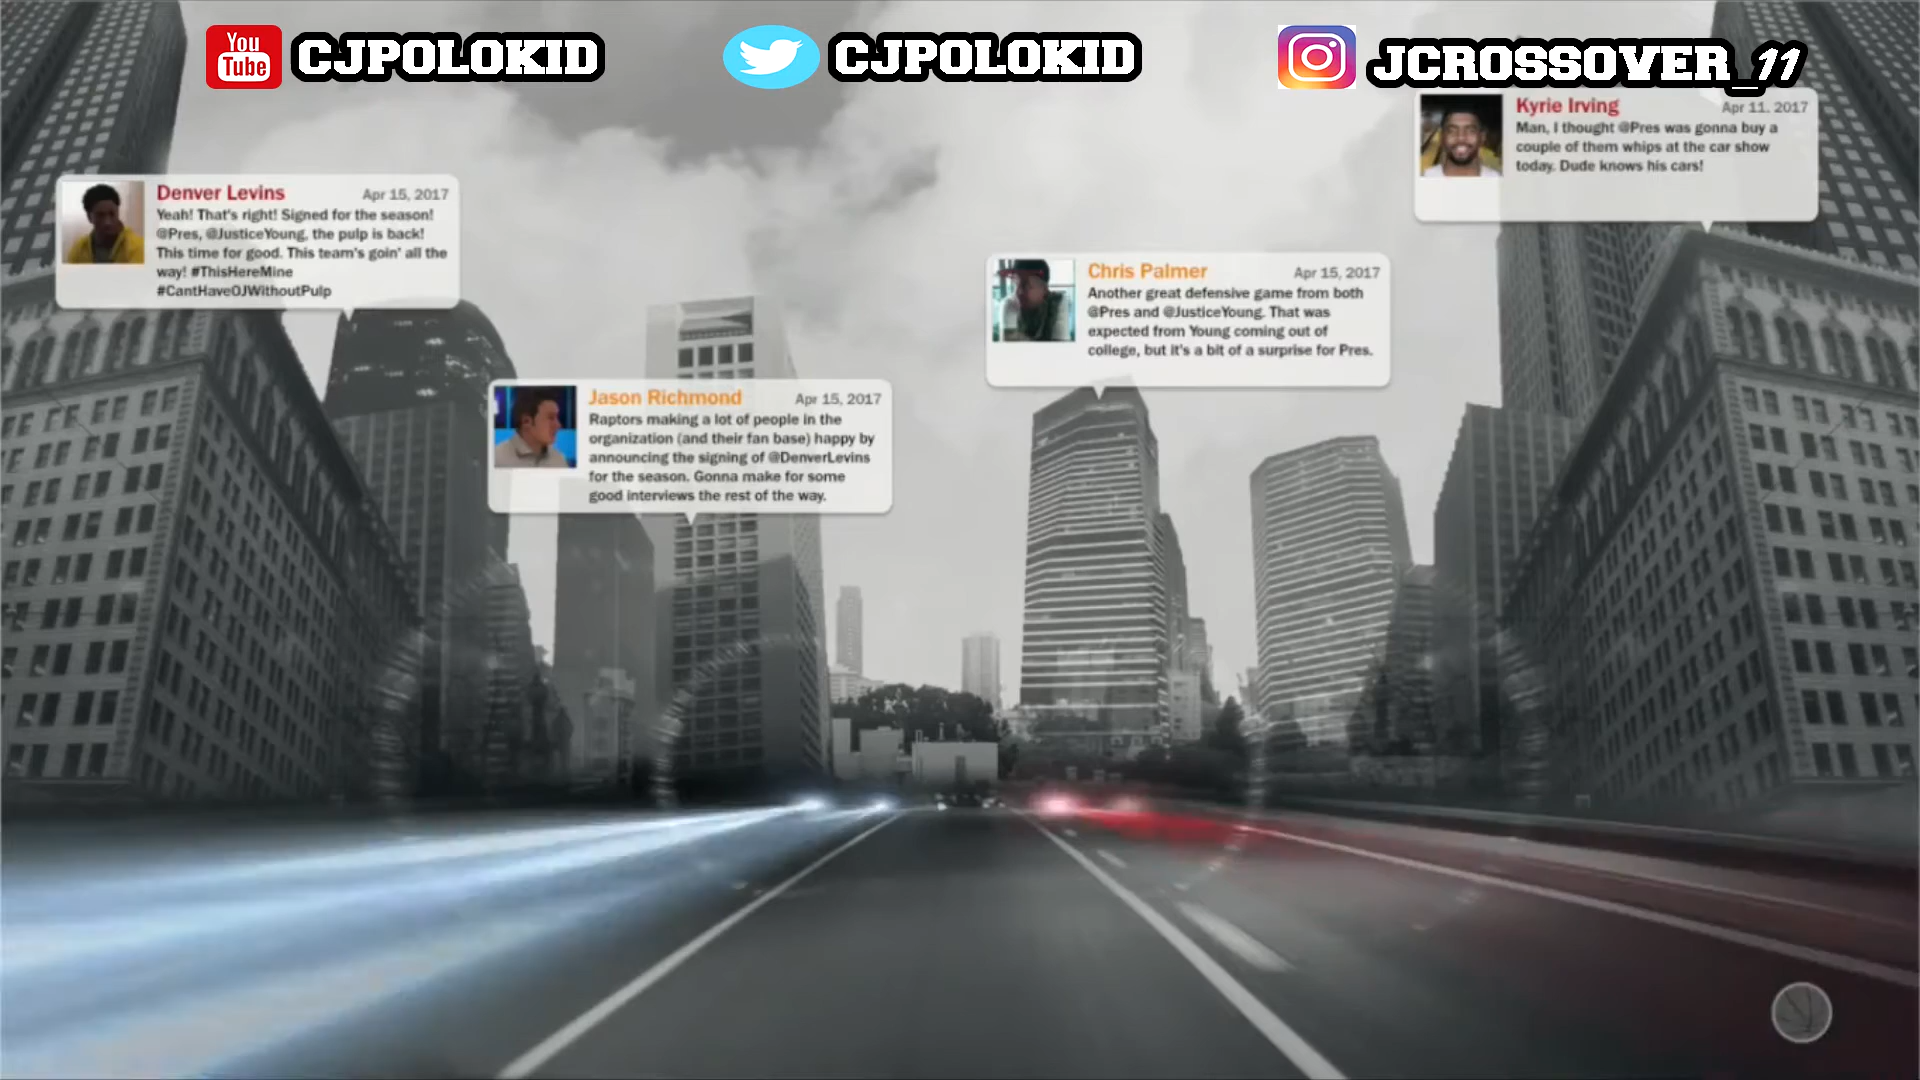 You
Tube
CJPOLOKID
CJPOLOKID
JCROSSOVER_11
Kyrie Irving Apr 11, 2017
Man, I thought @Pres was gonna buy a
couple of them whips at the car show
today. Dude knows his cars!
Denver Levins Apr 15, 2017
Yeah! That's right! Signed for the season!
@Pres, @JusticeYoung, the pulp is back!
This time for good. This team's goin' all the
way! #ThisHereMine
#CantHaveOJWithoutPulp
Chris Palmer Apr 15, 2017
Another great defensive game from both
@Pres and @JusticeYoung. That was
expected from Young coming out of
college, but it's a bit of a surprise for Pres.
Jason Richmond Apr 15, 2017
Raptors making a lot of people in the
organization (and their fan base) happy by
announcing the signing of @DenverLevins
for the season. Gonna make for some
good interviews the rest of the way.